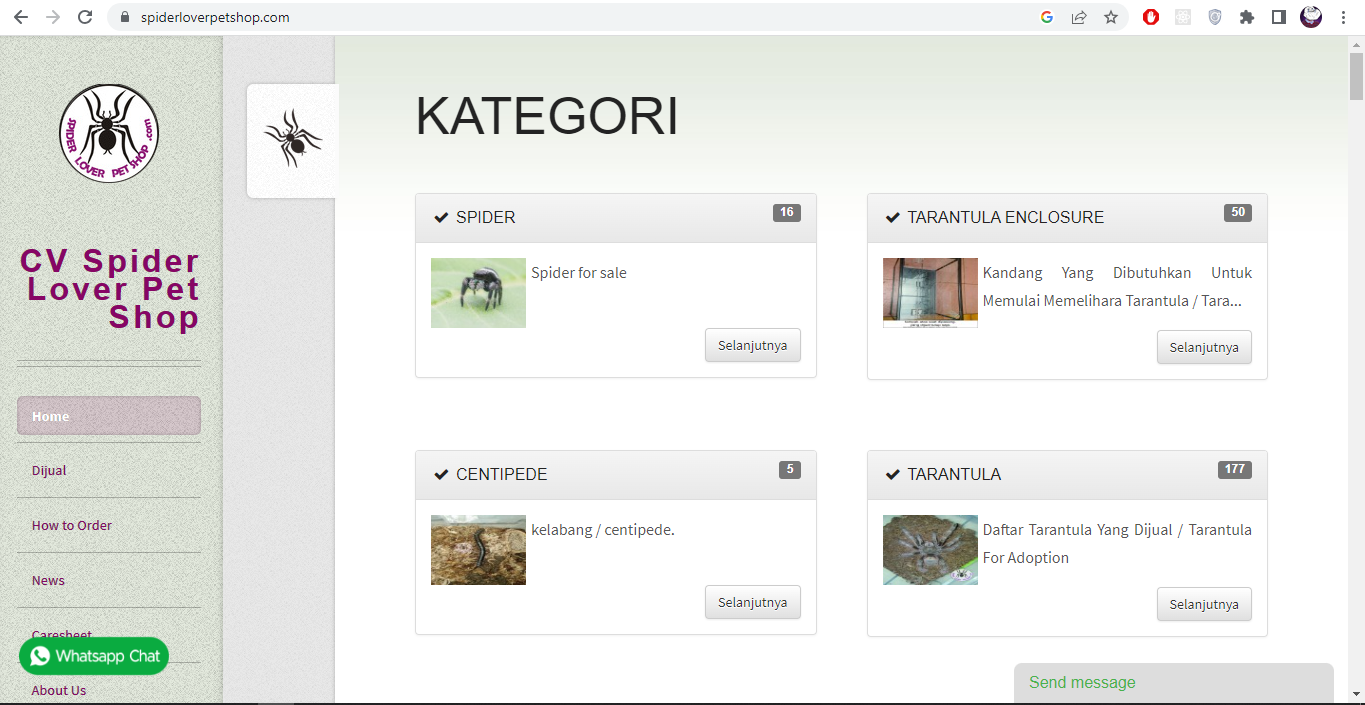 spiderloverpetshop.com
SPIDER LOVER PET SHOP .com
CV Spider
Lover Pet
Shop
Home
Dijual
How to Order
News
Caresheet
Whatsapp Chat
About Us
KATEGORI
SPIDER 16
Spider for sale
Selanjutnya
TARANTULA ENCLOSURE 50
Kandang Yang Dibutuhkan Untuk
Memulai Memelihara Tarantula / Tara...
Selanjutnya
CENTIPEDE 5
kelabang / centipede.
Selanjutnya
TARANTULA 177
Daftar Tarantula Yang Dijual / Tarantula
For Adoption
Selanjutnya
Send message